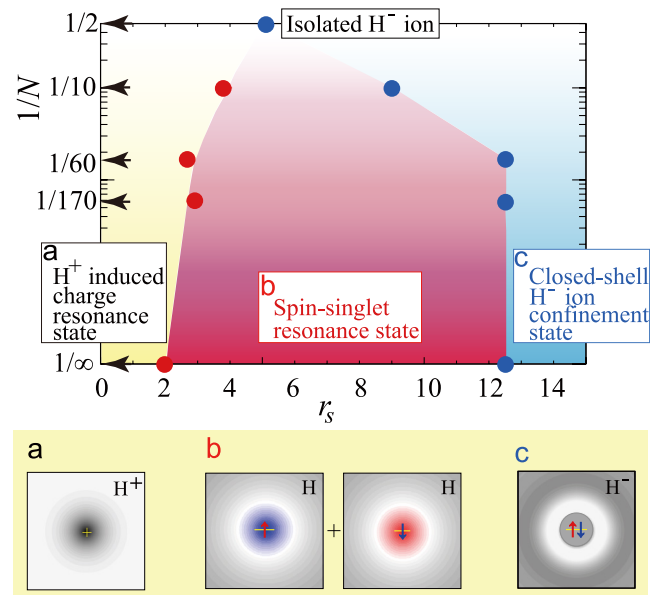 1/2
Isolated H⁻ ion
1/10
1/N
1/60
1/170
a
H⁺ induced
charge
resonance
state
b
Spin-singlet
resonance state
c
Closed-shell
H⁻ ion
confinement
state
1/∞
0 2 4 6 8 10 12 14
rₛ
a
b
c
H⁺
H
H
H⁻
+
↑
+
↓
↑↓